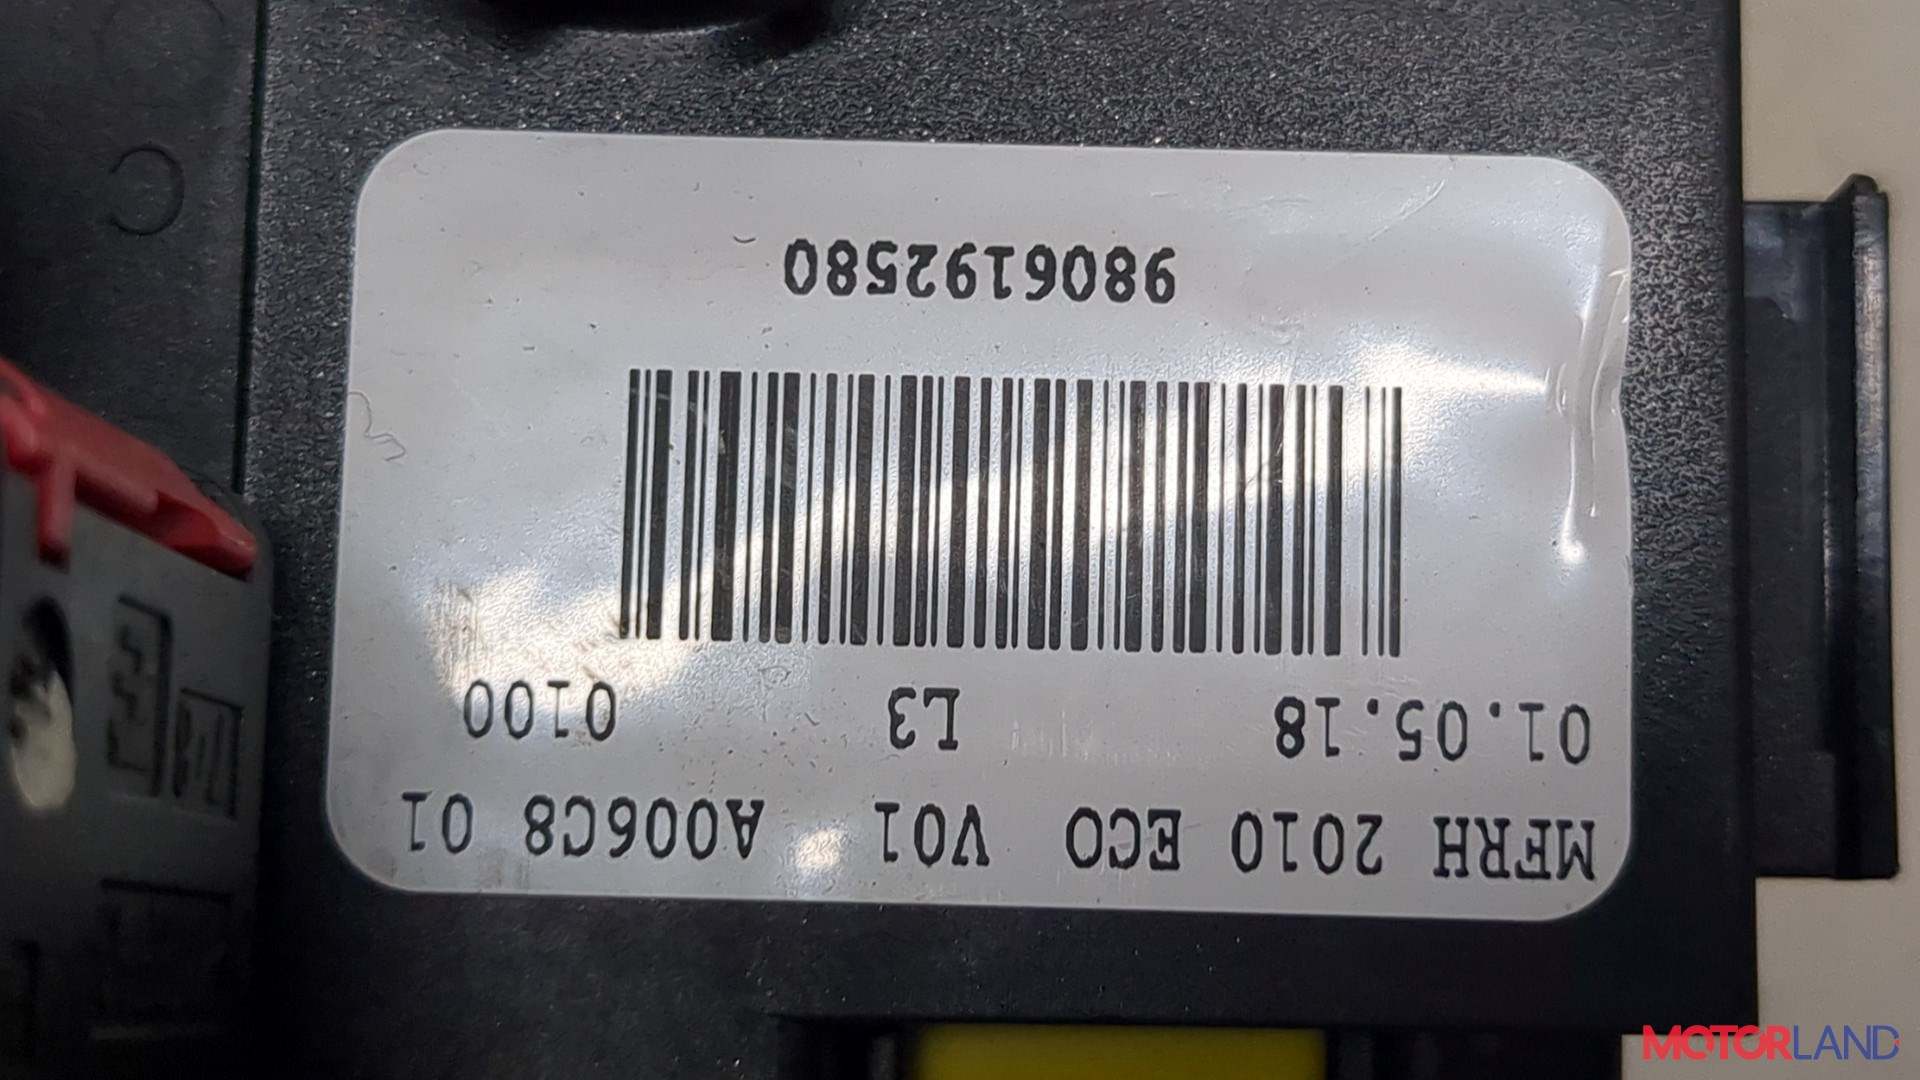 MFRH 2010 ECO V01 A006C8 01
01.05.18 L3 0100
9806192580
MOTORLAND